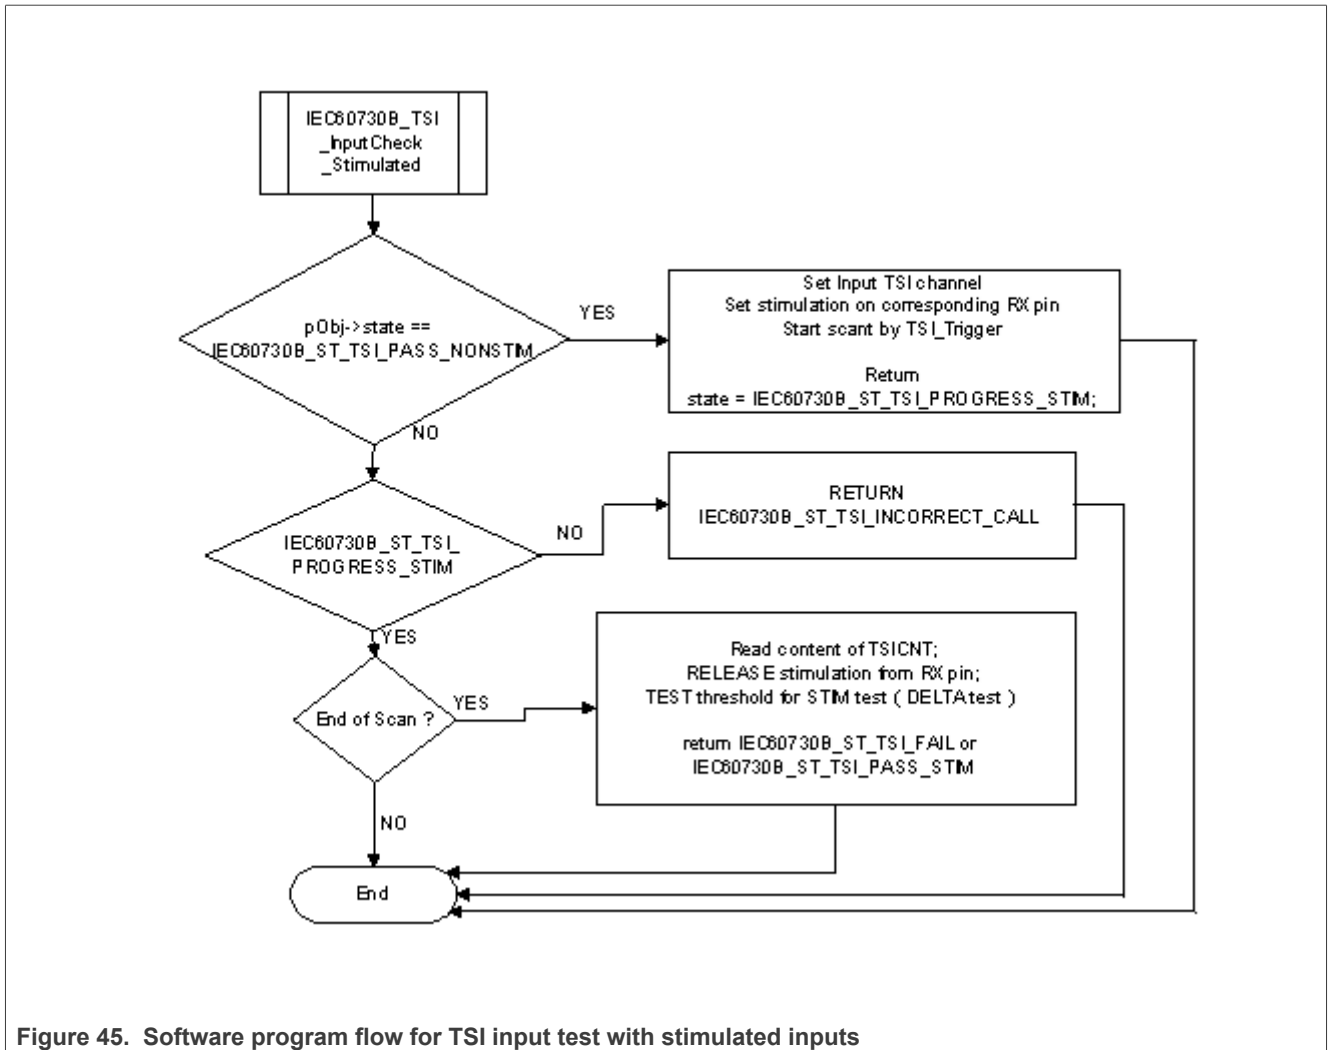 IEC60730B_TSI
_InputCheck
_Stimulated
pObj->state ==
IEC60730B_ST_TSI_PASS_NONSTIM
YES
Set Input TSI channel
Set stimulation on corresponding RX pin
Start scant by TSI_Trigger
Return
state = IEC60730B_ST_TSI_PROGRESS_STIM;
NO
IEC60730B_ST_TSI_
PROGRESS_STIM
NO
RETURN
IEC60730B_ST_TSI_INCORRECT_CALL
YES
End of Scan ?
YES
Read content of TSICNT;
RELEASE stimulation from RX pin;
TEST threshold for STIM test ( DELTA test )
return IEC60730B_ST_TSI_FAIL or
IEC60730B_ST_TSI_PASS_STIM
NO
End
Figure 45. Software program flow for TSI input test with stimulated inputs